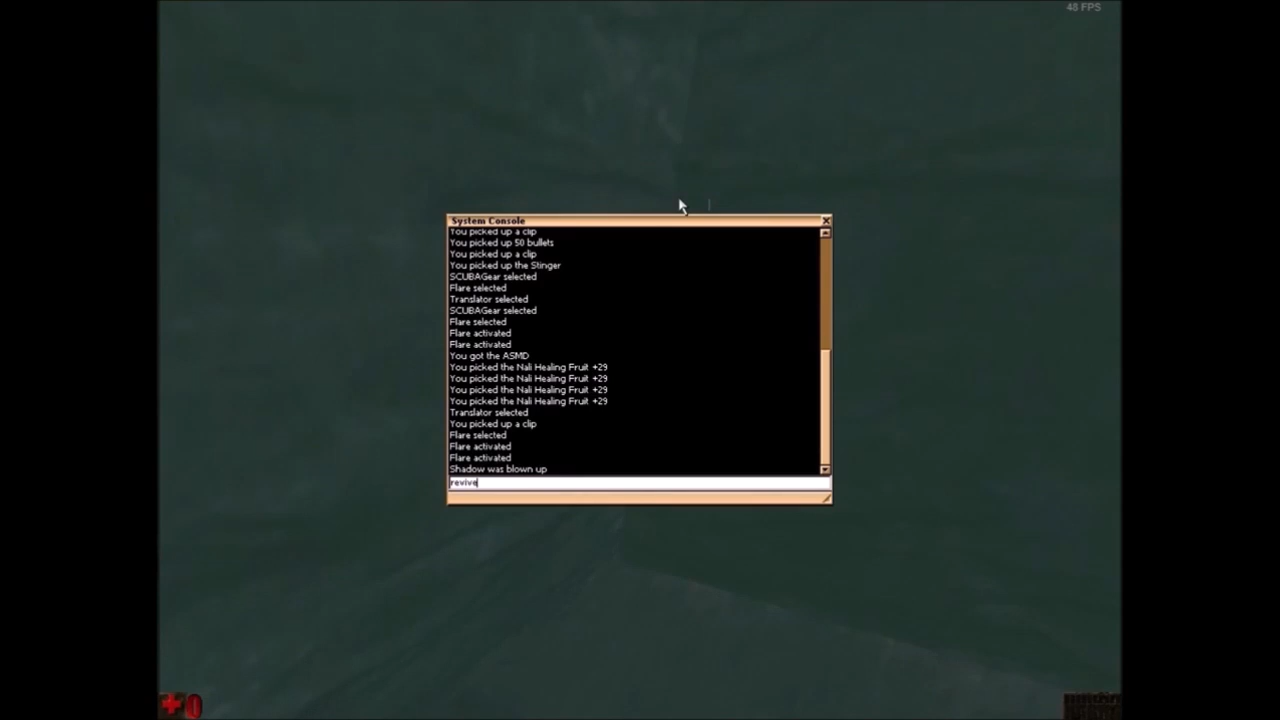 48 FPS
System Console
You picked up a clip
You picked up 50 bullets
You picked up a clip
You picked up the Stinger
SCUBAGear selected
Flare selected
Translator selected
SCUBAGear selected
Flare selected
Flare activated
Flare activated
You got the ASMD
You picked the Nali Healing Fruit +29
You picked the Nali Healing Fruit +29
You picked the Nali Healing Fruit +29
You picked the Nali Healing Fruit +29
Translator selected
You picked up a clip
Flare selected
Flare activated
Flare activated
Shadow was blown up
revive
0